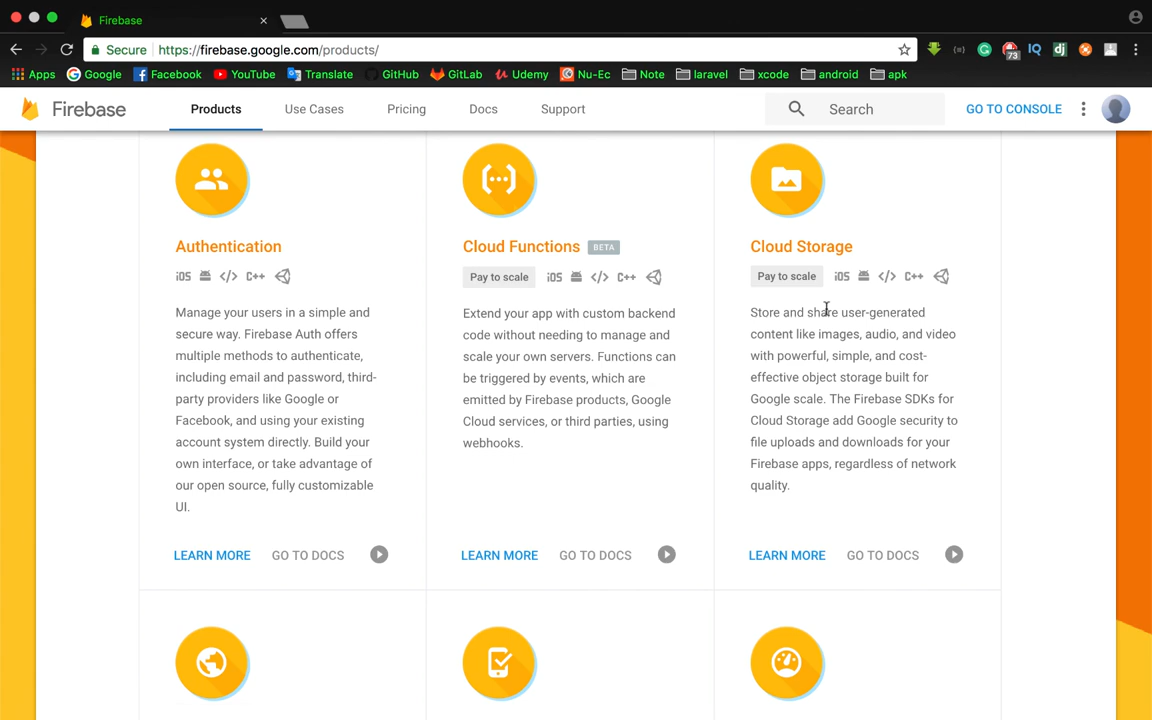 Firebase
Secure https://firebase.google.com/products/
73
IQ
dj
Apps Google Facebook YouTube Translate GitHub GitLab Udemy Nu-Ec Note laravel xcode android apk
Firebase Products Use Cases Pricing Docs Support Search GO TO CONSOLE
Authentication
iOS </> C++
Manage your users in a simple and
secure way. Firebase Auth offers
multiple methods to authenticate,
including email and password, third-
party providers like Google or
Facebook, and using your existing
account system directly. Build your
own interface, or take advantage of
our open source, fully customizable
UI.
LEARN MORE GO TO DOCS
Cloud Functions BETA
Pay to scale iOS </> C++
Extend your app with custom backend
code without needing to manage and
scale your own servers. Functions can
be triggered by events, which are
emitted by Firebase products, Google
Cloud services, or third parties, using
webhooks.
LEARN MORE GO TO DOCS
Cloud Storage
Pay to scale iOS </> C++
Store and share user-generated
content like images, audio, and video
with powerful, simple, and cost-
effective object storage built for
Google scale. The Firebase SDKs for
Cloud Storage add Google security to
file uploads and downloads for your
Firebase apps, regardless of network
quality.
LEARN MORE GO TO DOCS